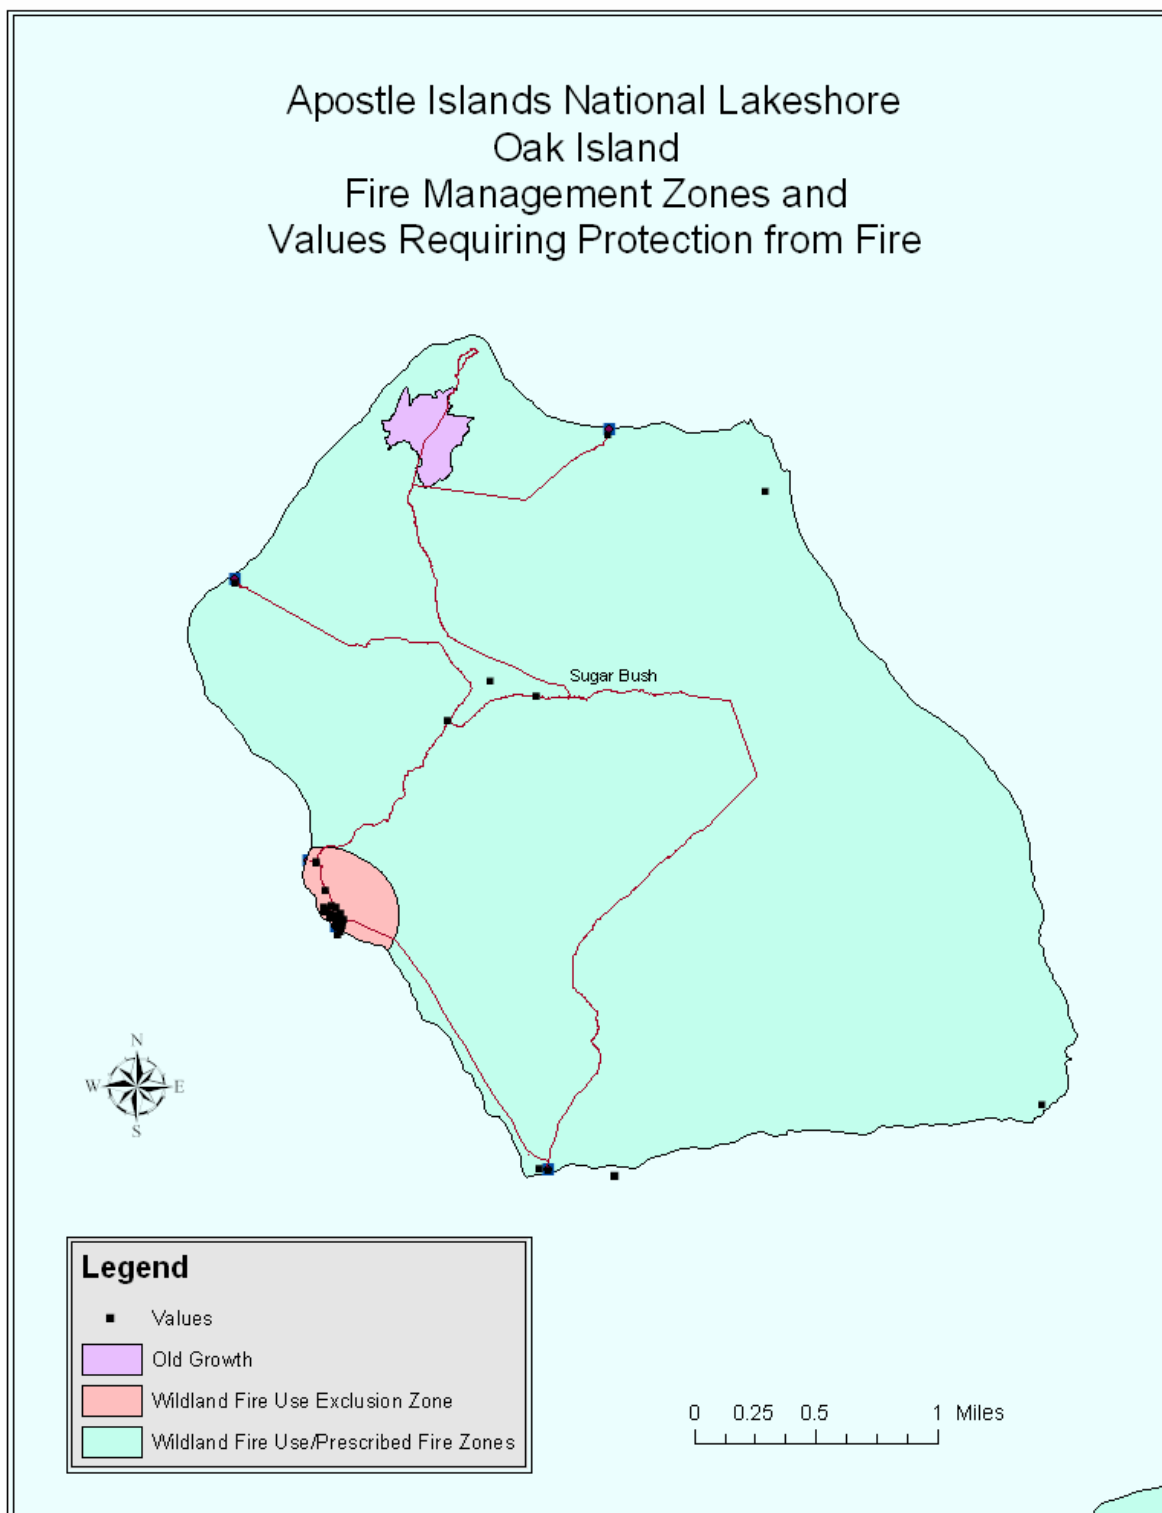 Apostle Islands National Lakeshore
Oak Island
Fire Management Zones and
Values Requiring Protection from Fire
Sugar Bush
N
W E
S
Legend
Values
Old Growth
Wildland Fire Use Exclusion Zone
Wildland Fire Use/Prescribed Fire Zones
0 0.25 0.5 1 Miles